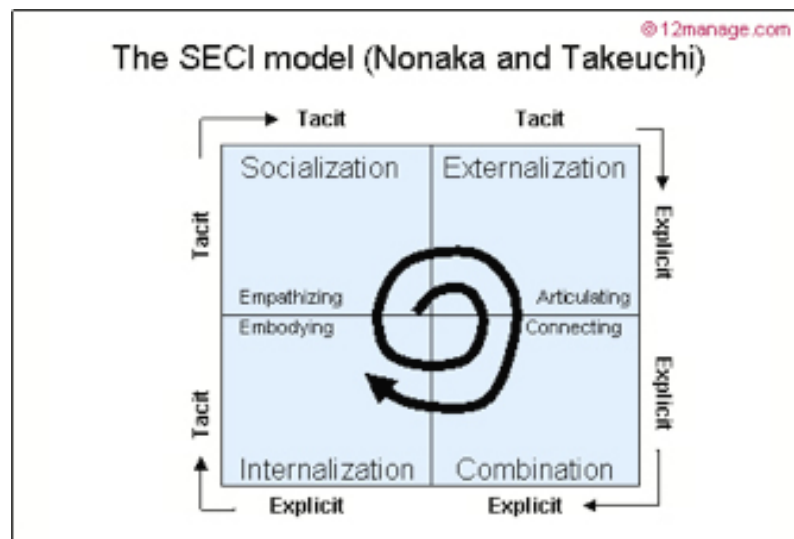 ©12manage.com
The SECI model (Nonaka and Takeuchi)
Tacit
Tacit
Socialization
Externalization
Tacit
Explicit
Empathizing
Articulating
Embodying
Connecting
Tacit
Explicit
Internalization
Combination
Explicit
Explicit